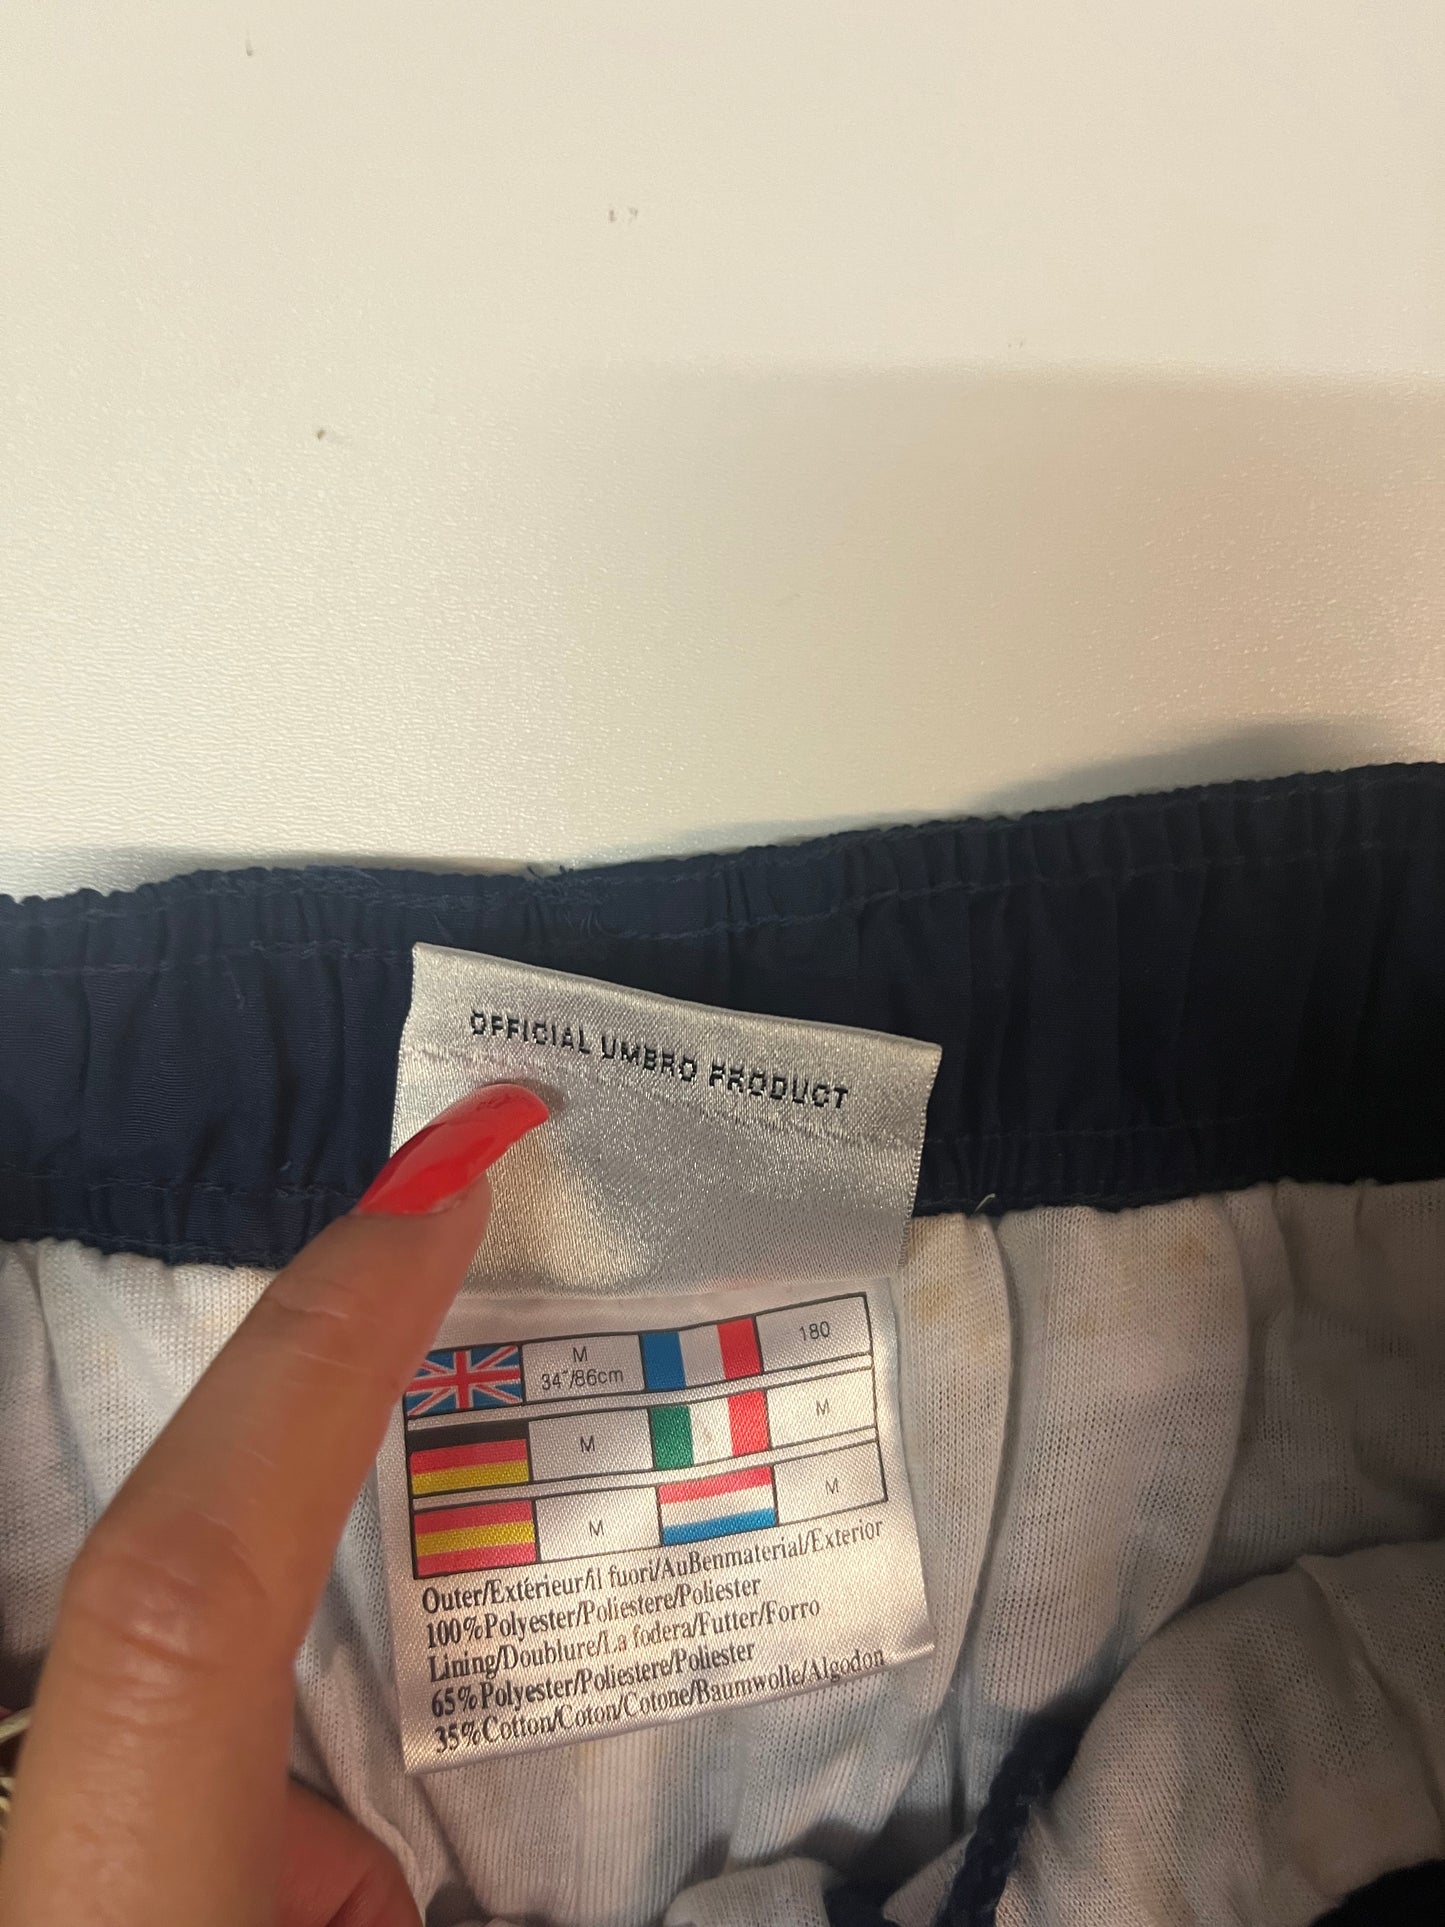 OFFICIAL UMBRO PRODUCT
M 34"/86cm 180
M M
M M
Outer/Extérieur/il fuori/AuBenmaterial/Exterior
100%Polyester/Poliestere/Poliester
Lining/Doublure/La fodera/Futter/Forro
65%Polyester/Poliestere/Poliester
35%Cotton/Coton/Cotone/Baumwolle/Algodon